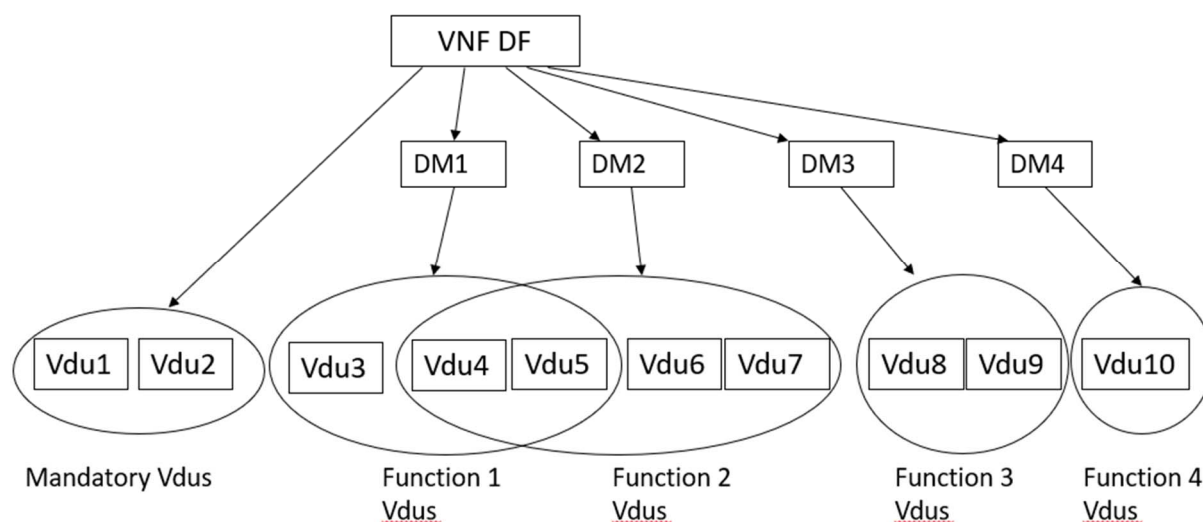 VNF DF
DM1
DM2
DM3
DM4
Vdu1
Vdu2
Vdu3
Vdu4
Vdu5
Vdu6
Vdu7
Vdu8
Vdu9
Vdu10
Mandatory Vdus
Function 1
Vdus
Function 2
Vdus
Function 3
Vdus
Function 4
Vdus